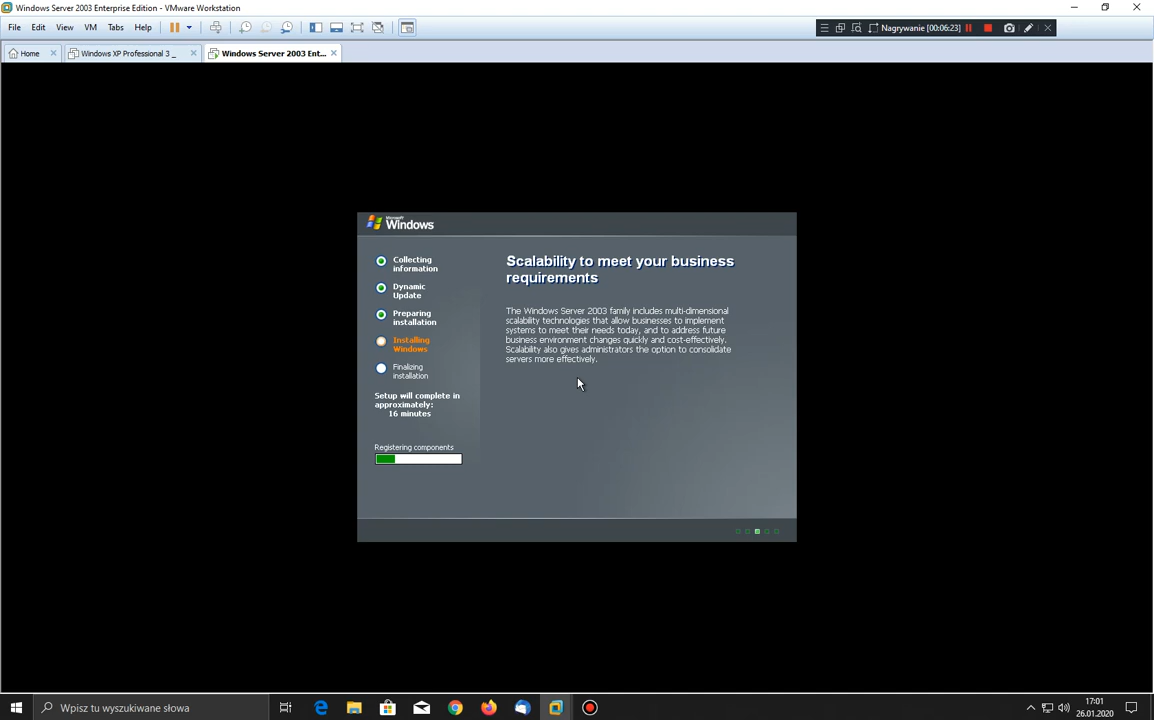 Windows Server 2003 Enterprise Edition - VMware Workstation
File Edit View VM Tabs Help
Nagrywanie [00:06:23]
Home
Windows XP Professional 3 _
Windows Server 2003 Ent...
Microsoft
Windows
Collecting
information
Dynamic
Update
Preparing
installation
Installing
Windows
Finalizing
installation
Setup will complete in
approximately:
16 minutes
Registering components
Scalability to meet your business
requirements
The Windows Server 2003 family includes multi-dimensional
scalability technologies that allow businesses to implement
systems to meet their needs today, and to address future
business environment changes quickly and cost-effectively.
Scalability also gives administrators the option to consolidate
servers more effectively.
Wpisz tu wyszukiwane słowa
17:01
26.01.2020